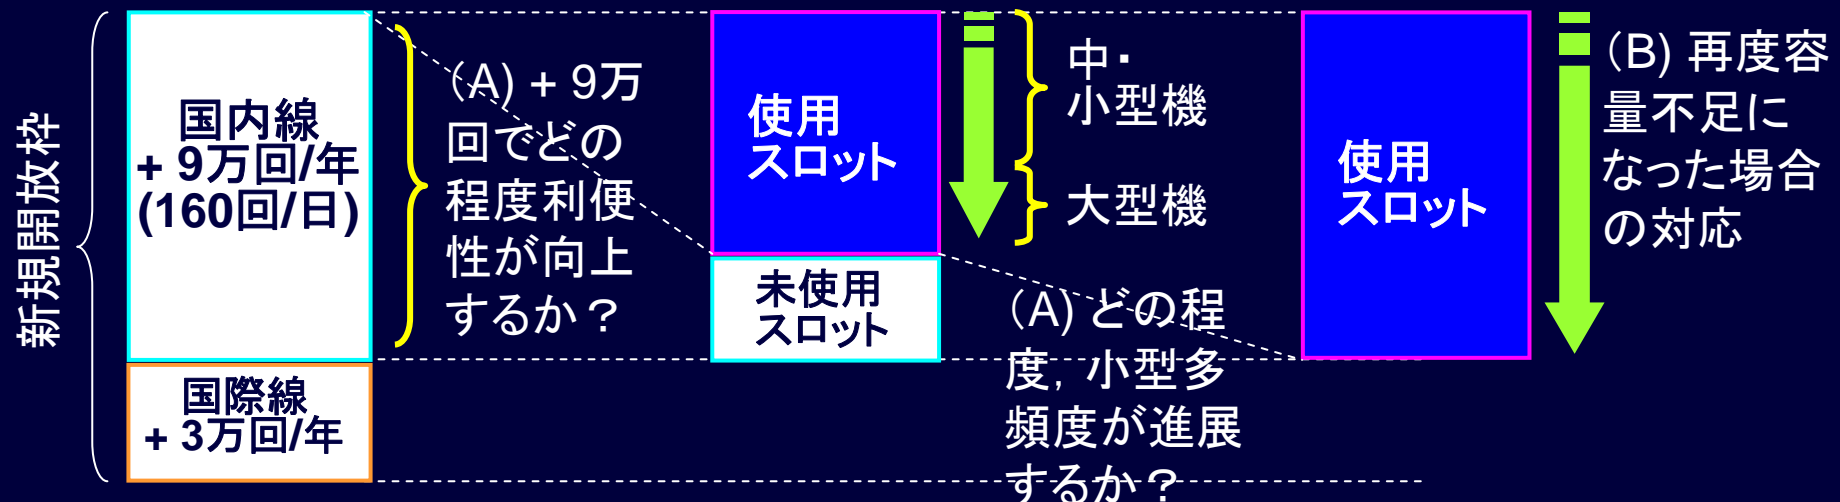 新規開放枠
国内線
+ 9万回/年
(160回/日)
国際線
+ 3万回/年
（A) + 9万
回でどの
程度利便
性が向上
するか？
使用
スロット
未使用
スロット
中・
小型機
大型機
（A) どの程
度, 小型多
頻度が進展
するか？
使用
スロット
（B) 再度容
量不足に
なった場合
の対応